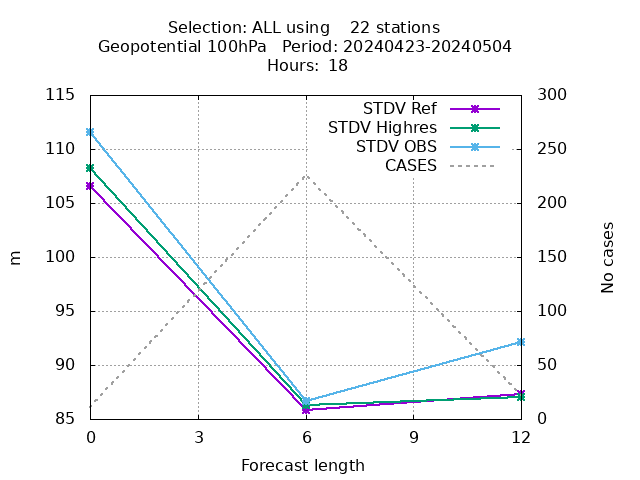 Selection: ALL using    22 stations
Geopotential 100hPa   Period: 20240423-20240504
Hours:  18
115
110
105
100
95
90
85
300
250
200
150
100
50
0
m
No cases
STDV Ref
STDV Highres
STDV OBS
CASES
0 3 6 9 12
Forecast length